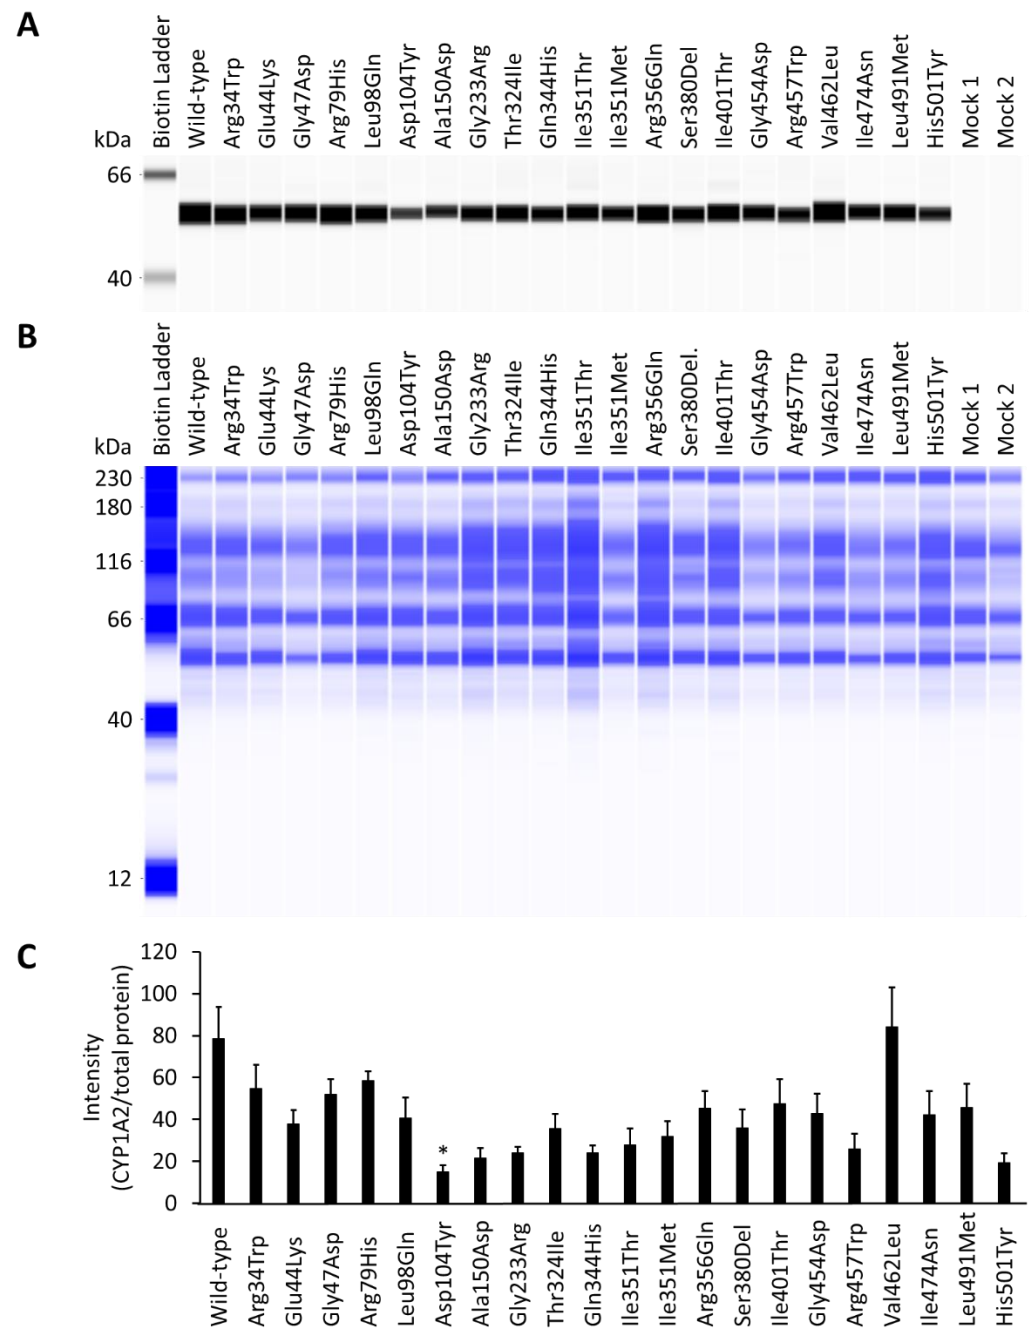 A
kDa
Biotin Ladder
Wild-type
Arg34Trp
Glu44Lys
Gly47Asp
Arg79His
Leu98Gln
Asp104Tyr
Ala150Asp
Gly233Arg
Thr324Ile
Gln344His
Ile351Thr
Ile351Met
Arg356Gln
Ser380Del
Ile401Thr
Gly454Asp
Arg457Trp
Val462Leu
Ile474Asn
Leu491Met
His501Tyr
Mock 1
Mock 2
66
40
B
kDa
Biotin Ladder
Wild-type
Arg34Trp
Glu44Lys
Gly47Asp
Arg79His
Leu98Gln
Asp104Tyr
Ala150Asp
Gly233Arg
Thr324Ile
Gln344His
Ile351Thr
Ile351Met
Arg356Gln
Ser380Del.
Ile401Thr
Gly454Asp
Arg457Trp
Val462Leu
Ile474Asn
Leu491Met
His501Tyr
Mock 1
Mock 2
230
180
116
66
40
12
C
Intensity
(CYP1A2/total protein)
120
100
80
60
40
20
0
*
Wild-type
Arg34Trp
Glu44Lys
Gly47Asp
Arg79His
Leu98Gln
Asp104Tyr
Ala150Asp
Gly233Arg
Thr324Ile
Gln344His
Ile351Thr
Ile351Met
Arg356Gln
Ser380Del
Ile401Thr
Gly454Asp
Arg457Trp
Val462Leu
Ile474Asn
Leu491Met
His501Tyr